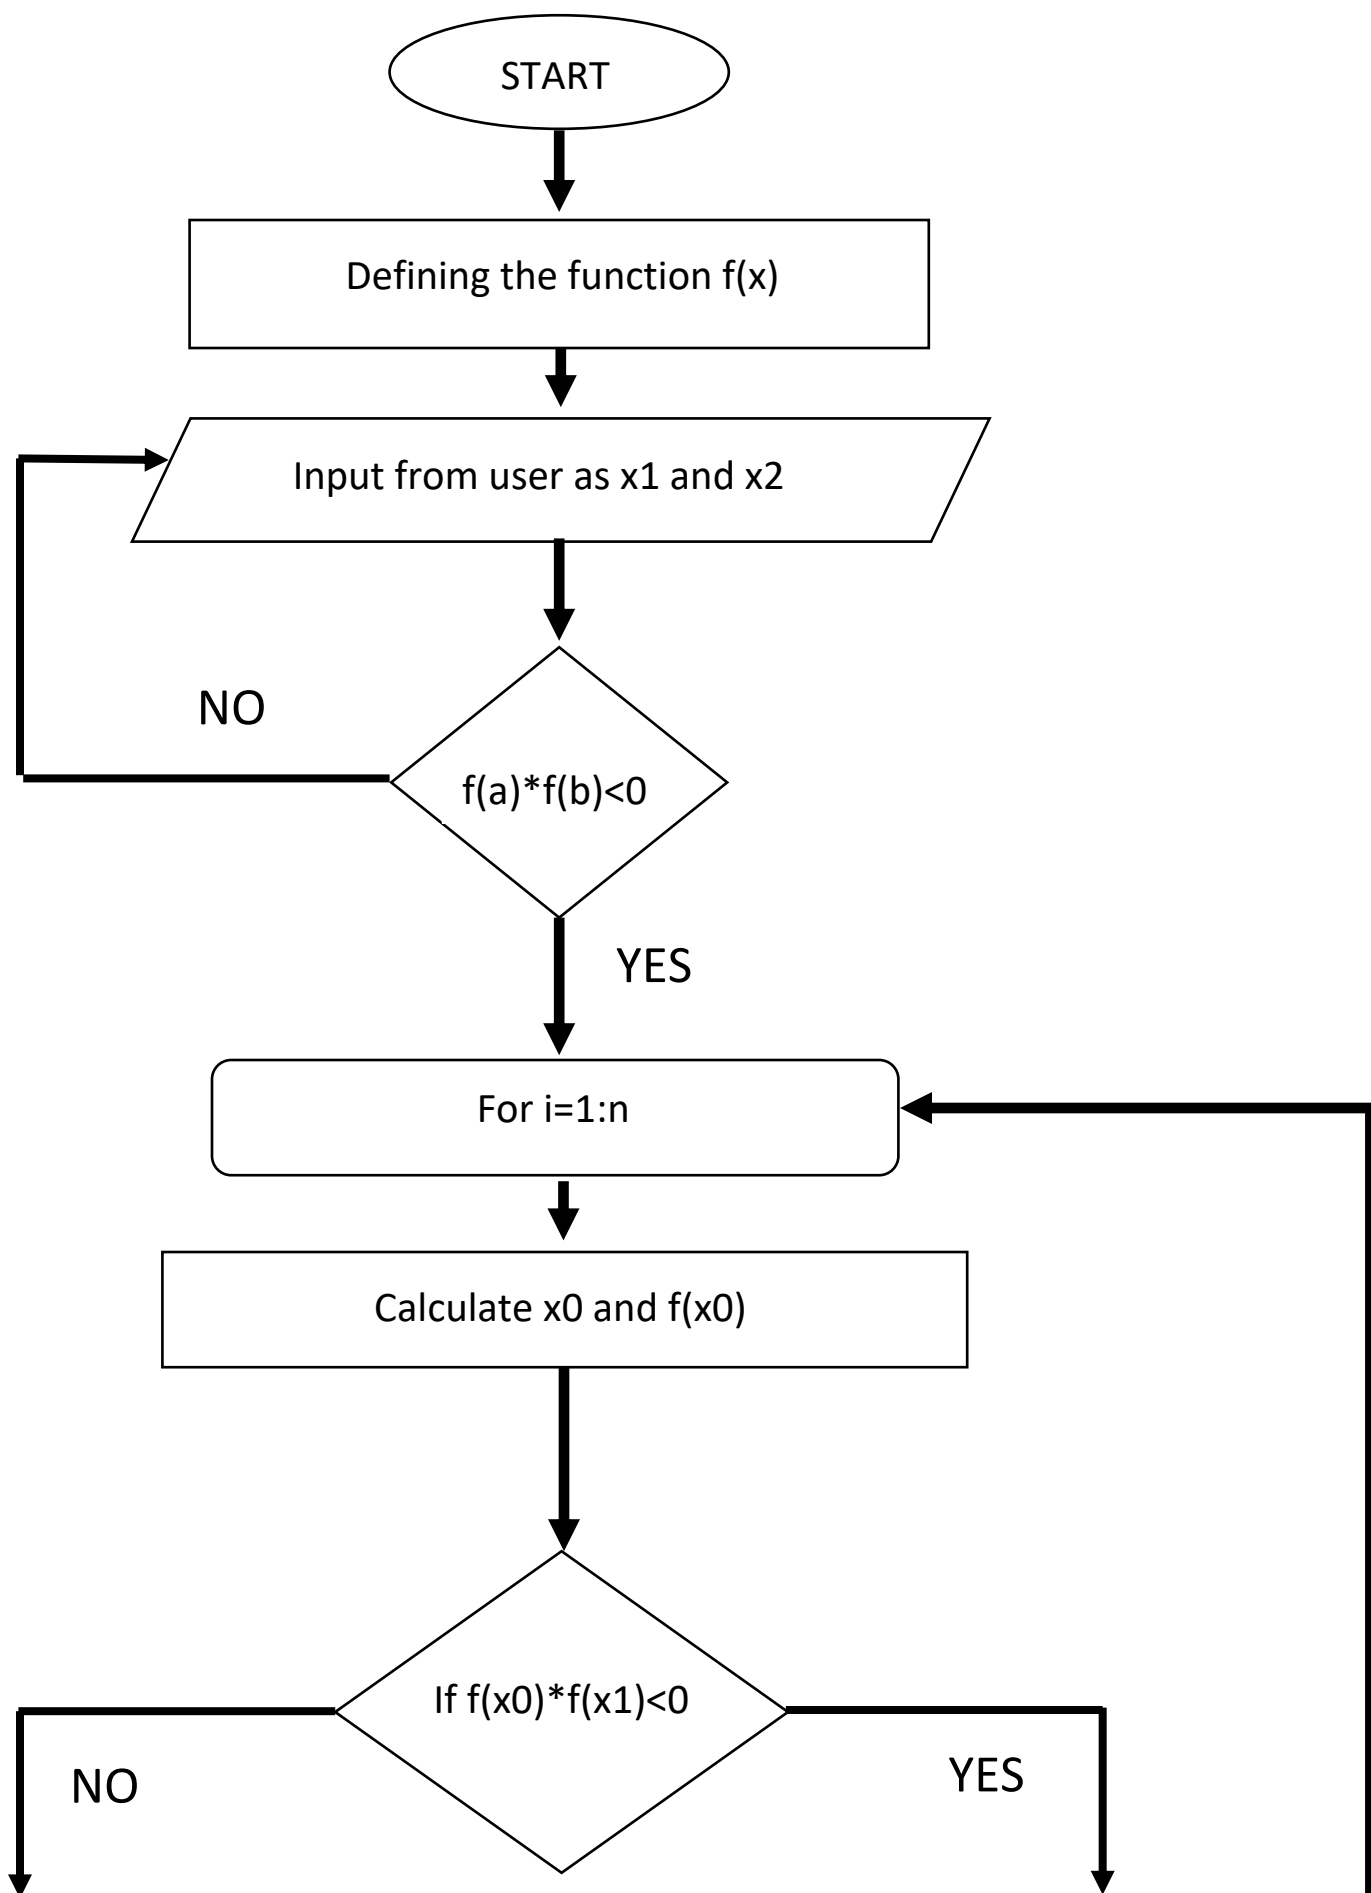 START
Defining the function f(x)
Input from user as x1 and x2
NO
f(a)*f(b)<0
YES
For i=1:n
Calculate x0 and f(x0)
If f(x0)*f(x1)<0
NO
YES